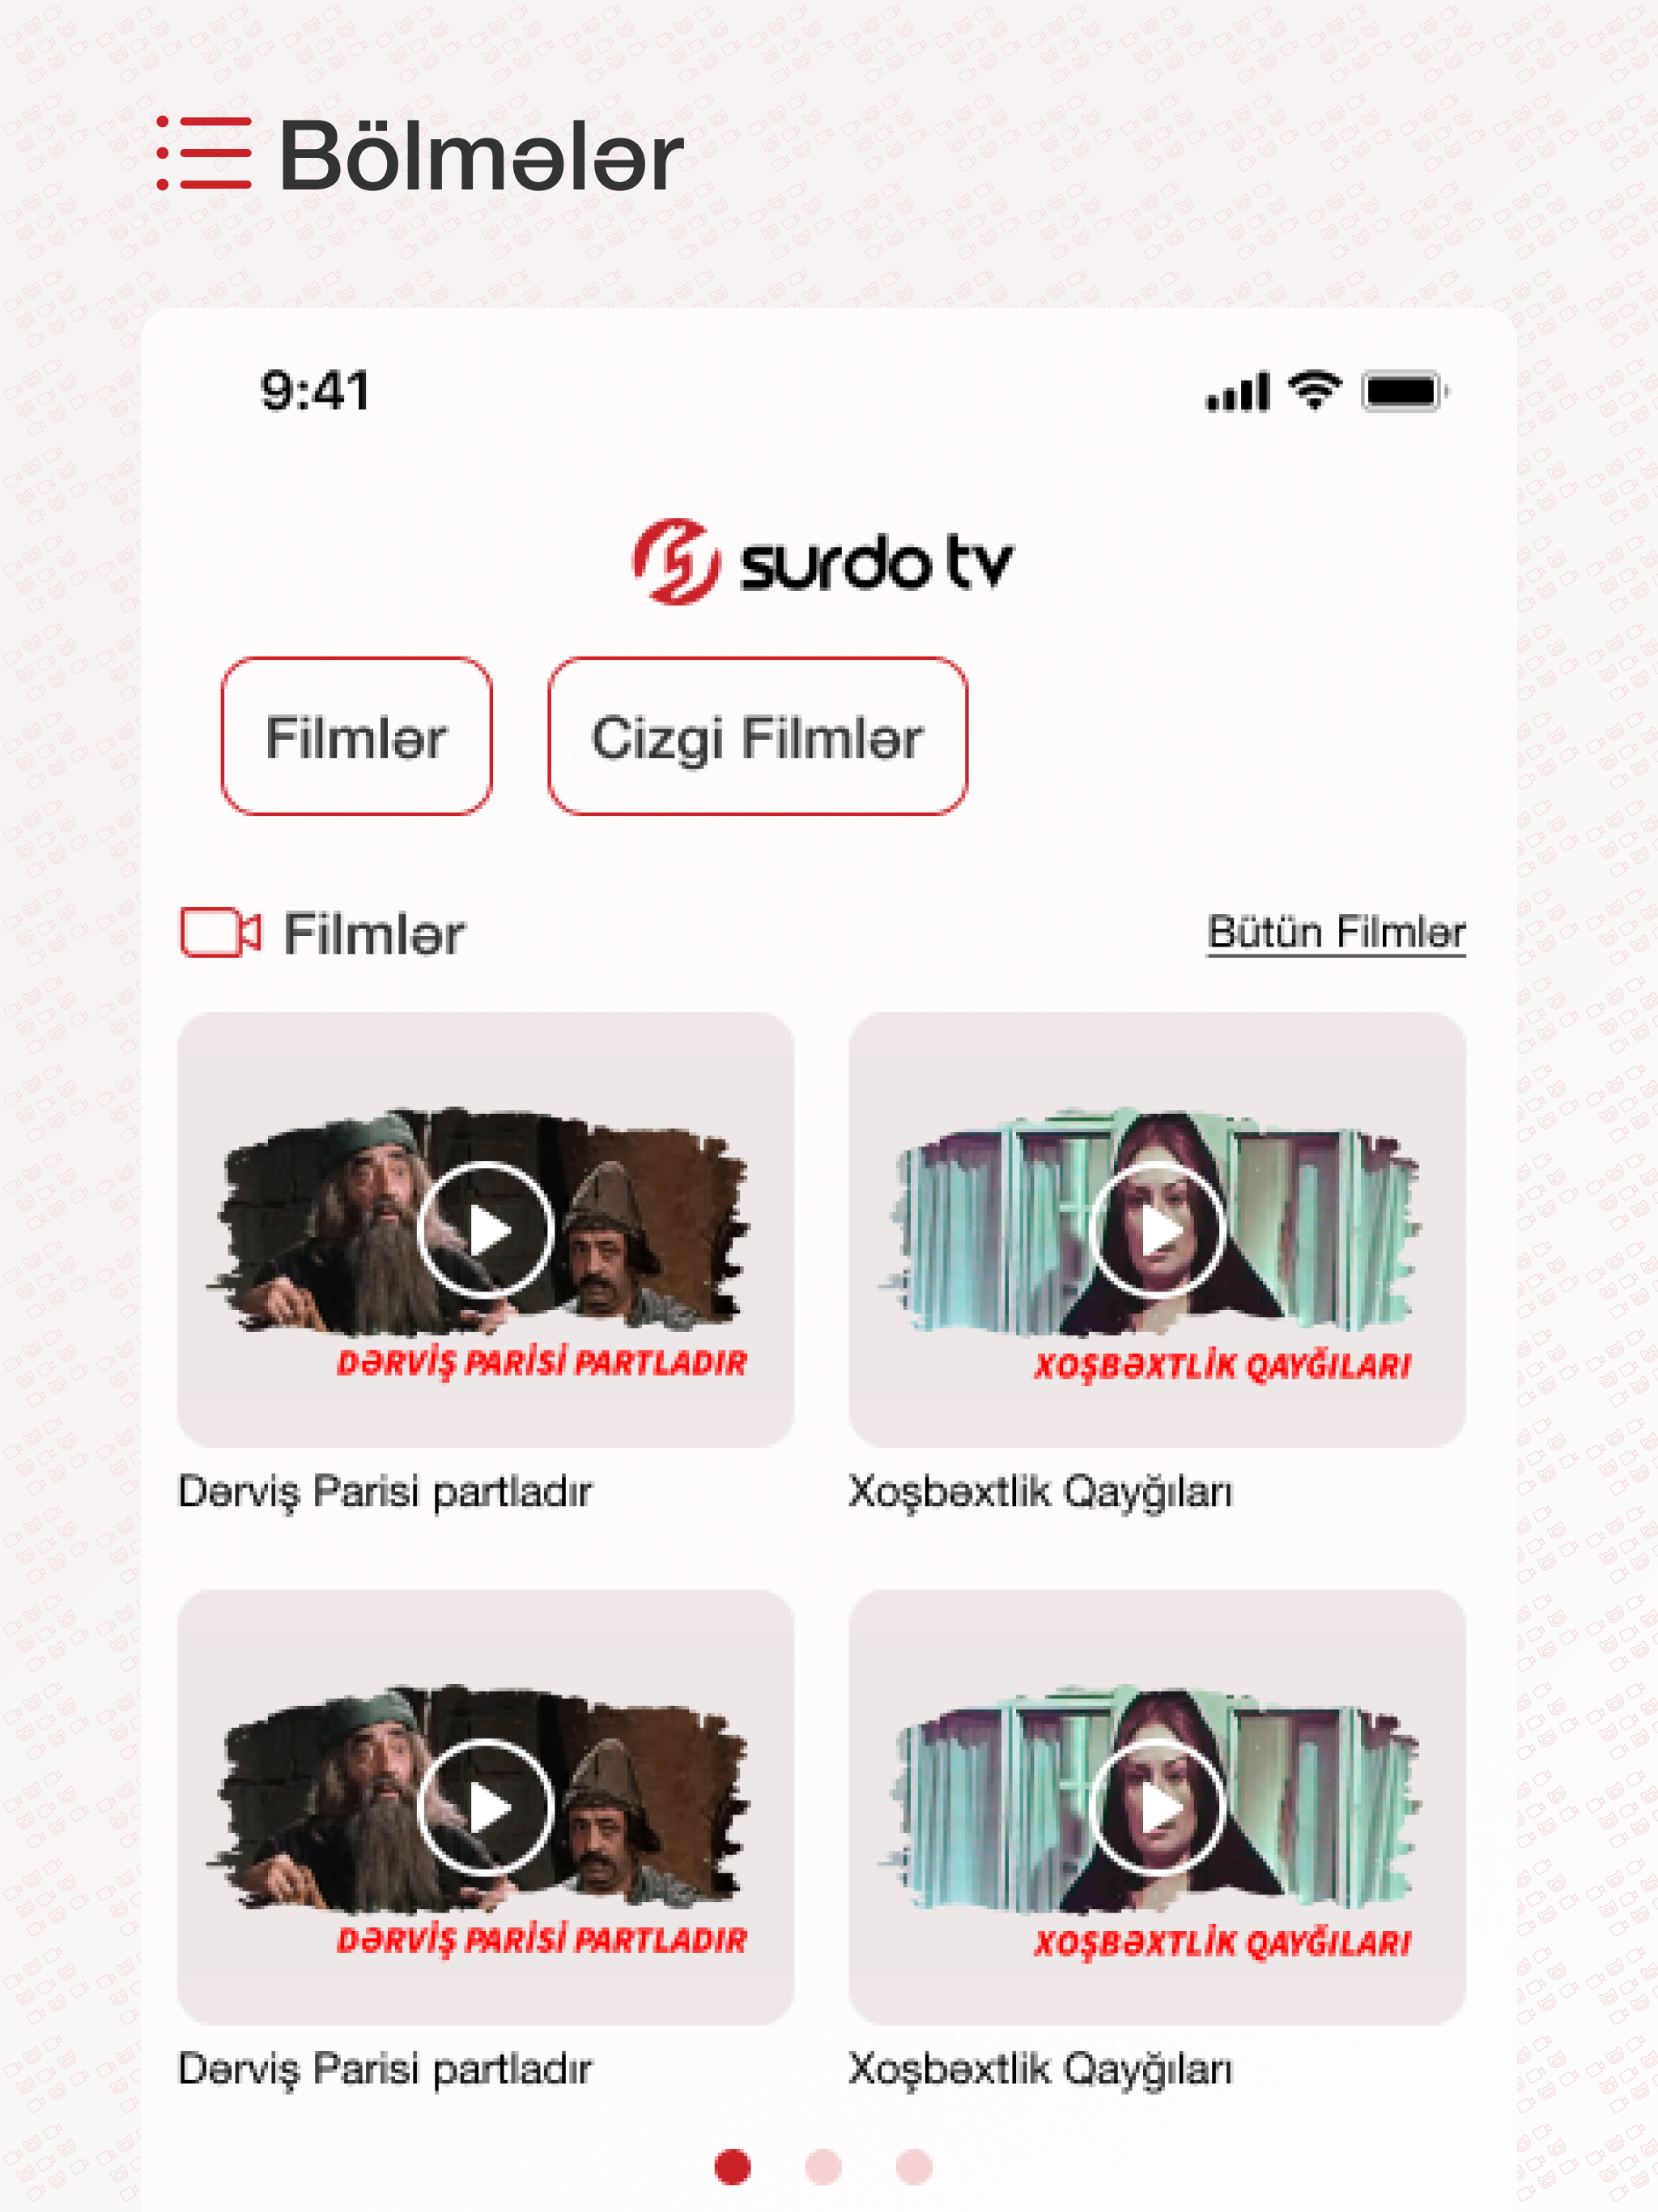 Bölmələr
9:41
surdo tv
Filmlər
Cizgi Filmlər
Filmlər
Bütün Filmlər
DƏRVİŞ PARİSİ PARTLADIR
XOŞBƏXTLİK QAYĞILARI
Dərviş Parisi partladır
Xoşbəxtlik Qayğıları
DƏRVİŞ PARİSİ PARTLADIR
XOŞBƏXTLİK QAYĞILARI
Dərviş Parisi partladır
Xoşbəxtlik Qayğıları